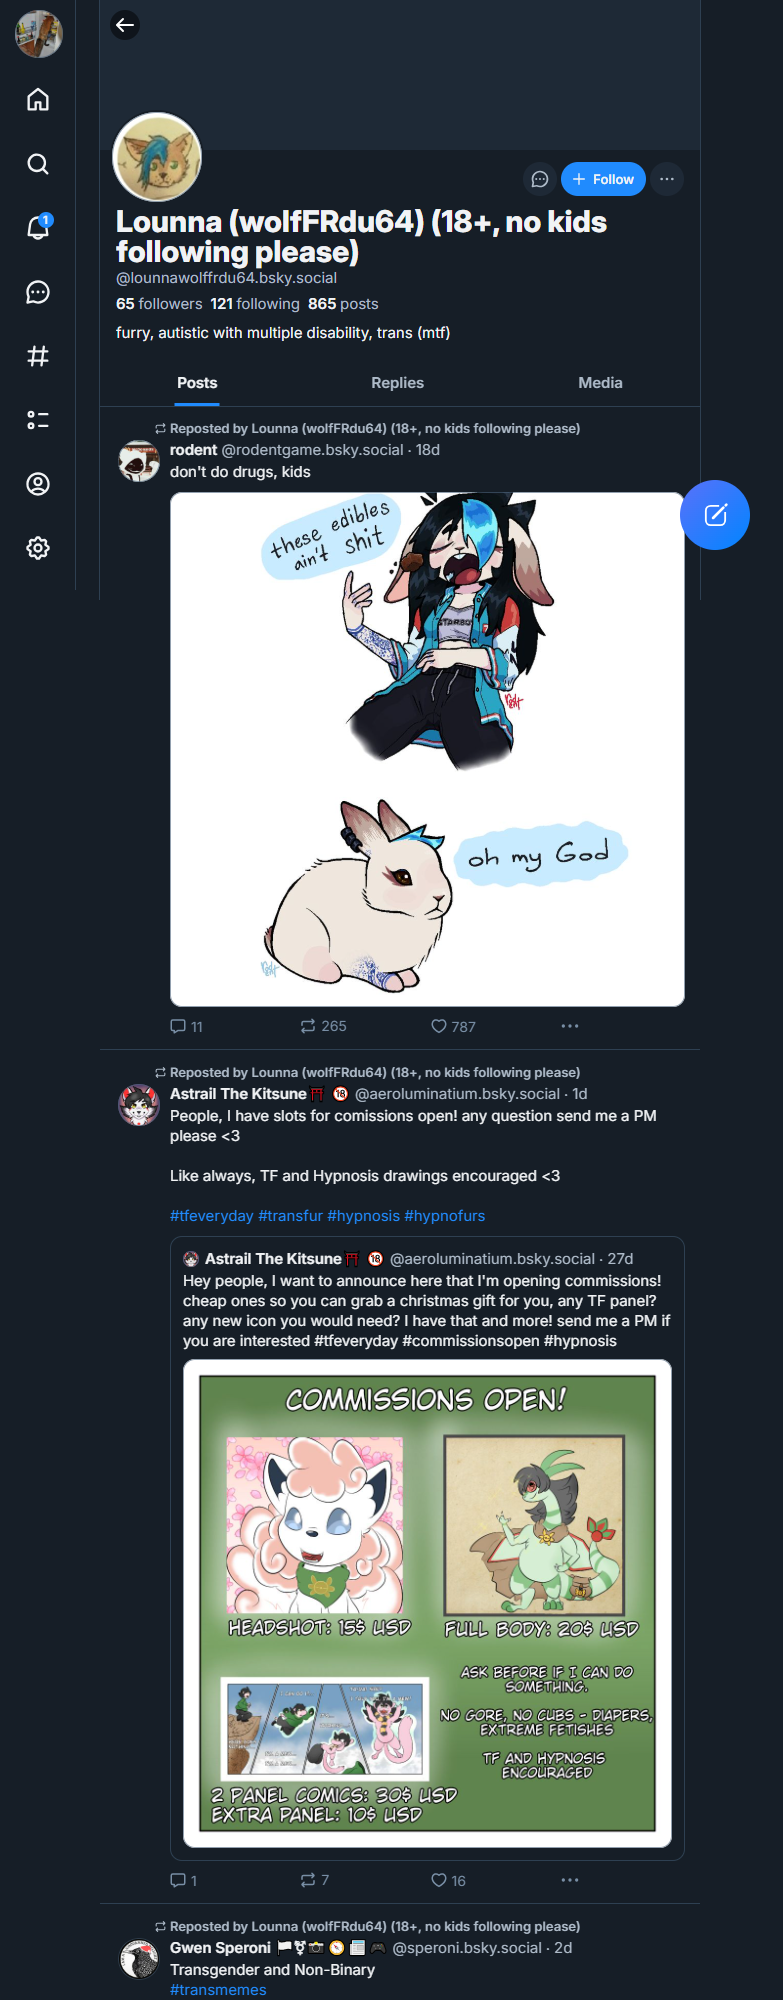 Follow
Lounna (wolfFRdu64) (18+, no kids
following please)
@lounnawolffrdu64.bsky.social
65 followers 121 following 865 posts
furry, autistic with multiple disability, trans (mtf)
Posts Replies Media
Reposted by Lounna (wolfFRdu64) (18+, no kids following please)
rodent @rodentgame.bsky.social · 18d
don't do drugs, kids
these edibles
ain't shit
STARBOY
oh my God
11 265 787
Reposted by Lounna (wolfFRdu64) (18+, no kids following please)
Astrail The Kitsune⛩️ 🔞 @aeroluminatium.bsky.social · 1d
People, I have slots for comissions open! any question send me a PM
please <3
Like always, TF and Hypnosis drawings encouraged <3
#tfeveryday #transfur #hypnosis #hypnofurs
Astrail The Kitsune⛩️ 🔞 @aeroluminatium.bsky.social · 27d
Hey people, I want to announce here that I'm opening commissions!
cheap ones so you can grab a christmas gift for you, any TF panel?
any new icon you would need? I have that and more! send me a PM if
you are interested #tfeveryday #commissionsopen #hypnosis
COMMISSIONS OPEN!
HEADSHOT: 15$ USD
FULL BODY: 20$ USD
ASK BEFORE IF I CAN DO
SOMETHING.
NO GORE, NO CUBS - DIAPERS,
EXTREME FETISHES
TF AND HYPNOSIS
ENCOURAGED
2 PANEL COMICS: 30$ USD
EXTRA PANEL: 10$ USD
1 7 16
Reposted by Lounna (wolfFRdu64) (18+, no kids following please)
Gwen Speroni 🏳️⚧📷🧭📰🎮 @speroni.bsky.social · 2d
Transgender and Non-Binary
#transmemes